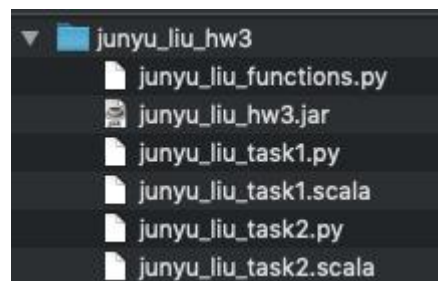 junyu_liu_hw3
junyu_liu_functions.py
junyu_liu_hw3.jar
junyu_liu_task1.py
junyu_liu_task1.scala
junyu_liu_task2.py
junyu_liu_task2.scala